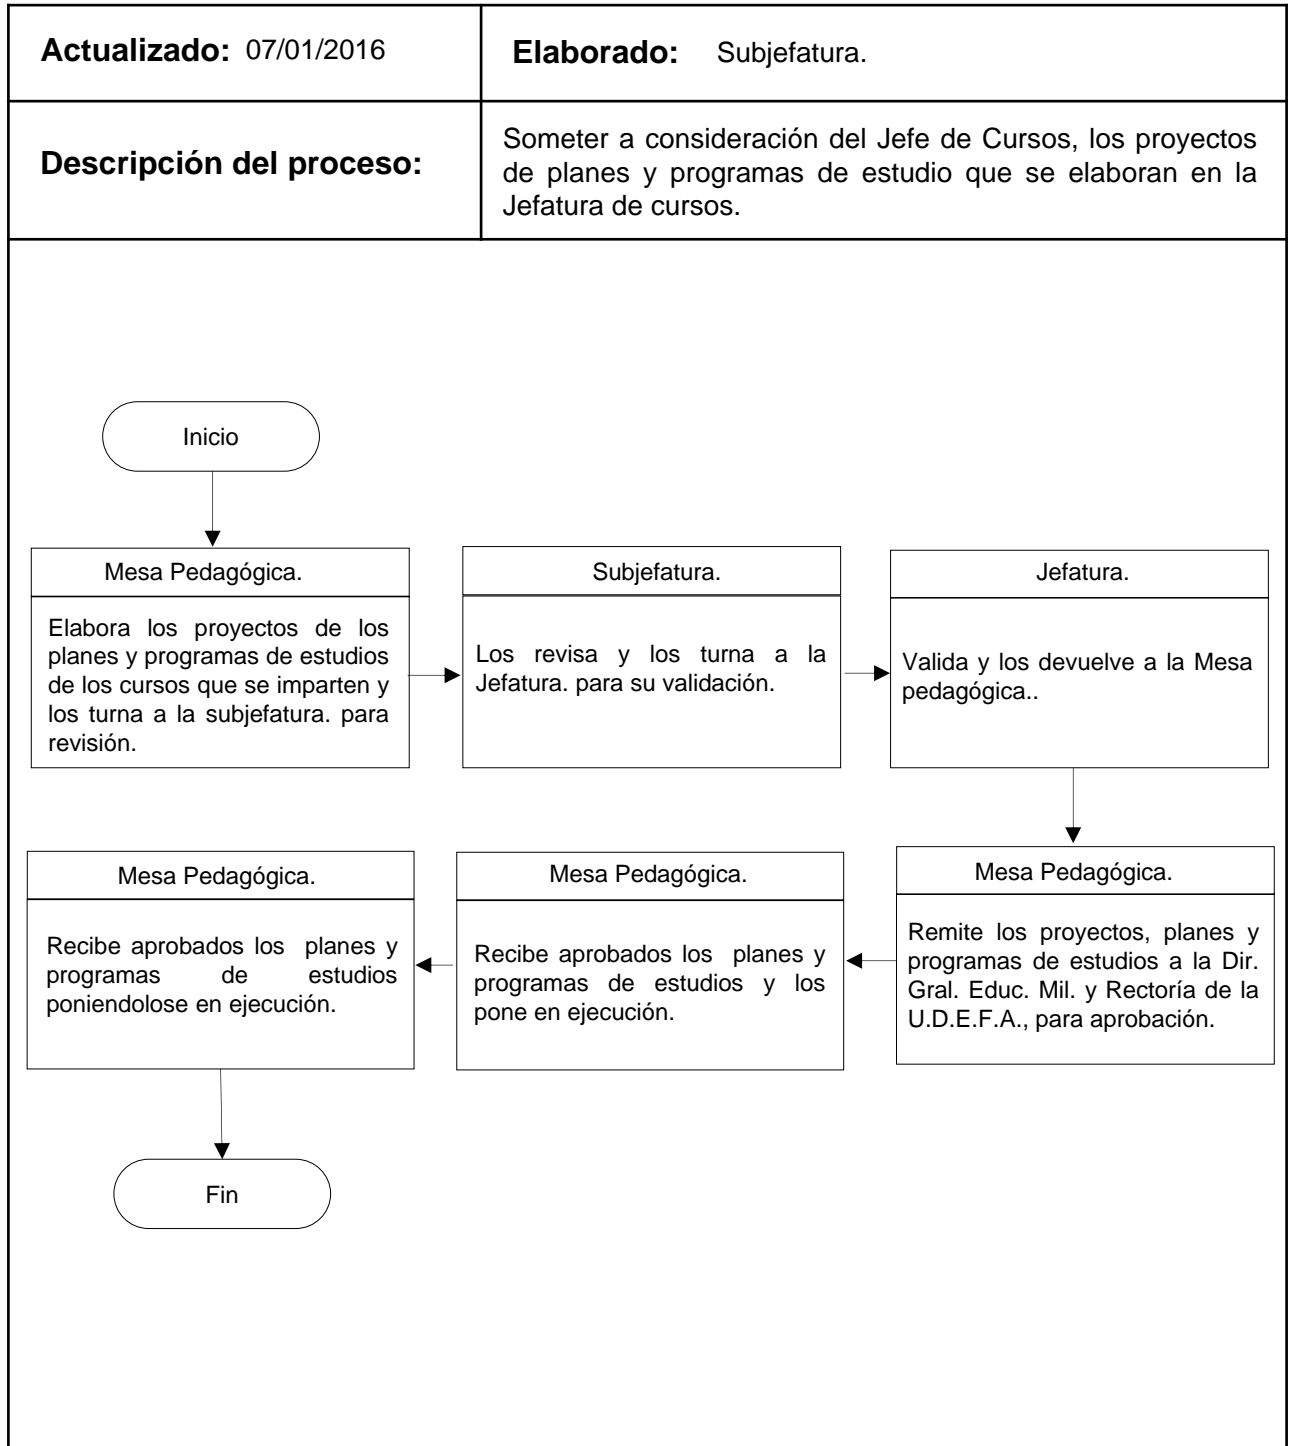 Actualizado: 07/01/2016
Elaborado: Subjefatura.
Descripción del proceso:
Someter a consideración del Jefe de Cursos, los proyectos
de planes y programas de estudio que se elaboran en la
Jefatura de cursos.
Inicio
Mesa Pedagógica.
Elabora los proyectos de los
planes y programas de estudios
de los cursos que se imparten y
los turna a la subjefatura. para
revisión.
Subjefatura.
Los revisa y los turna a la
Jefatura. para su validación.
Jefatura.
Valida y los devuelve a la Mesa
pedagógica..
Mesa Pedagógica.
Remite los proyectos, planes y
programas de estudios a la Dir.
Gral. Educ. Mil. y Rectoría de la
U.D.E.F.A., para aprobación.
Mesa Pedagógica.
Recibe aprobados los planes y
programas de estudios y los
pone en ejecución.
Mesa Pedagógica.
Recibe aprobados los planes y
programas de estudios
poniendolose en ejecución.
Fin